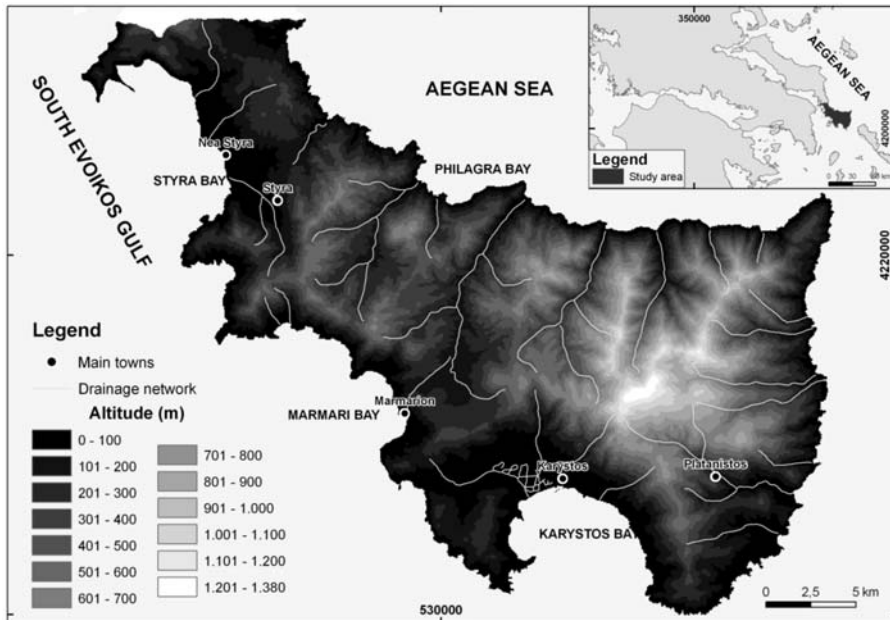 350000
AEGEAN SEA
4200000
Legend
Study area
0 15 30 60 km
AEGEAN SEA
SOUTH EVOIKOS GULF
Nea Styra
STYRA BAY
Styra
PHILAGRA BAY
4220000
Legend
Main towns
Drainage network
Altitude (m)
0 - 100
101 - 200
201 - 300
301 - 400
401 - 500
501 - 600
601 - 700
701 - 800
801 - 900
901 - 1.000
1.001 - 1.100
1.101 - 1.200
1.201 - 1.380
Marmarion
MARMARI BAY
Karystos
Platanistos
KARYSTOS BAY
0 2,5 5 km
530000